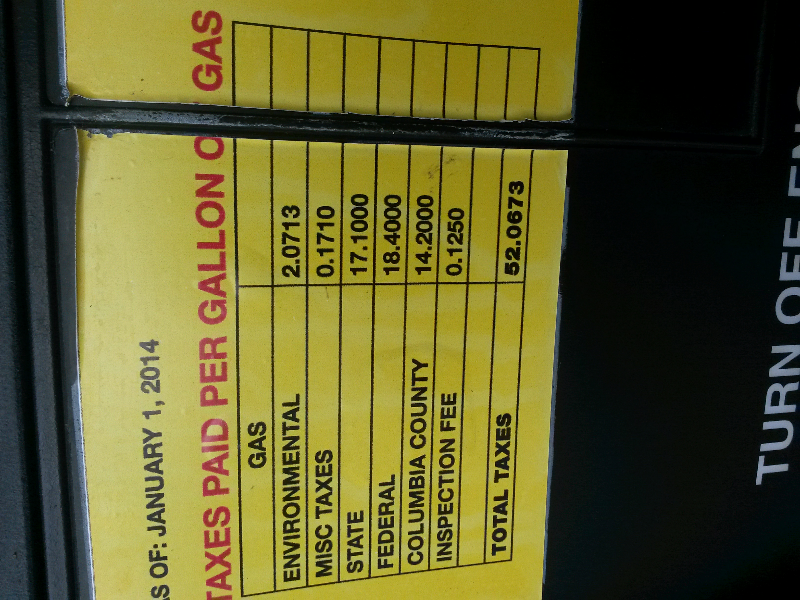 AS OF: JANUARY 1, 2014
TAXES PAID PER GALLON O GAS
GAS
ENVIRONMENTAL 2.0713
MISC TAXES 0.1710
STATE 17.1000
FEDERAL 18.4000
COLUMBIA COUNTY 14.2000
INSPECTION FEE 0.1250
TOTAL TAXES 52.0673
TURN OFF